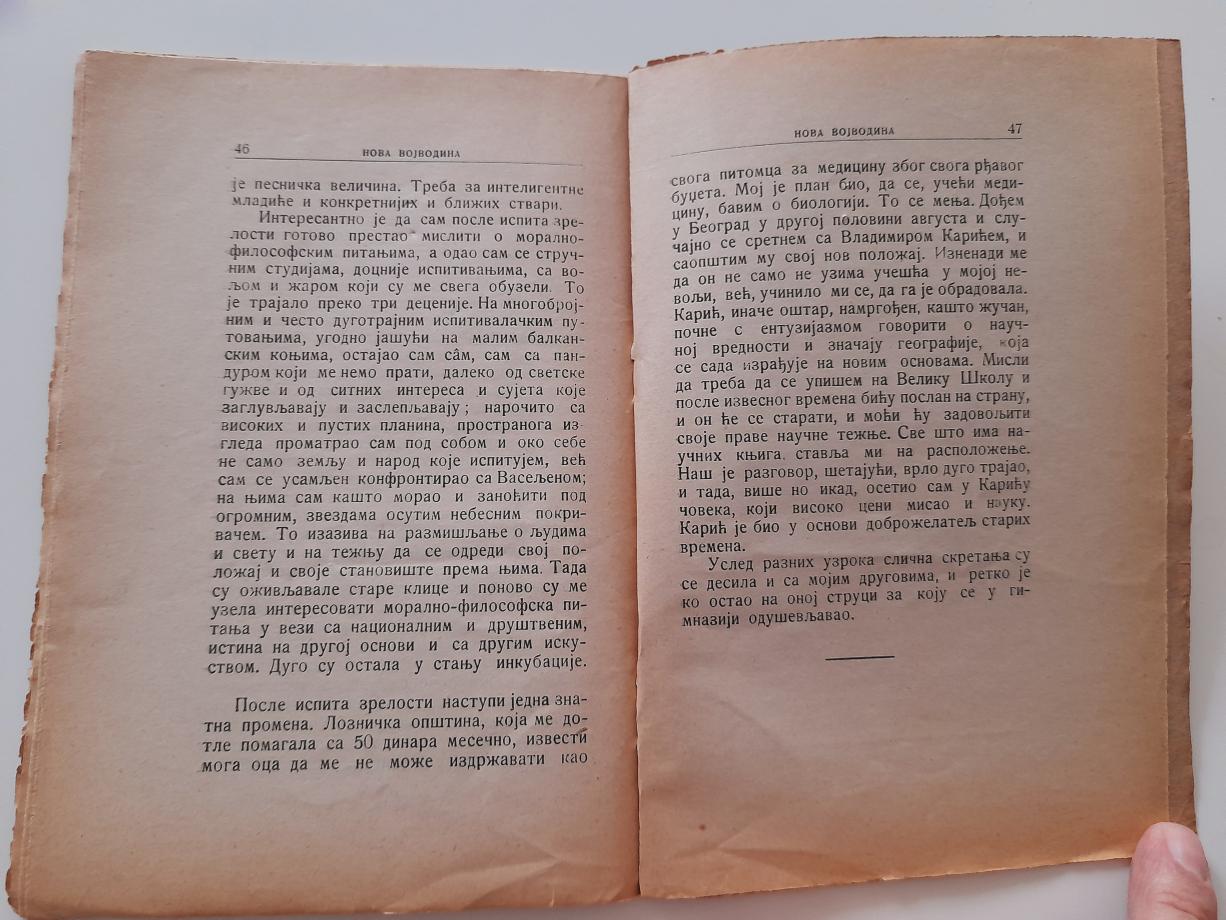 46
НОВА ВОЈВОДИНА
је песничка величина. Треба за интелигентне
младиће и конкретнијих и ближих ствари.
Интересантно је да сам после испита зре-
лости готово престао мислити о морално-
философским питањима, а одао сам се струч-
ним студијама, доцније испитивањима, са во-
љом и жаром који су ме свега обузели. То
је трајало преко три деценије. На многоброј-
ним и често дуготрајним испитивалачким пу-
товањима, угодно јашући на малим балкан-
ским коњима, остајао сам сâм, сам са пан-
дуром који ме немо прати, далеко од светске
гужве и од ситних интереса и сујета које
заглувљавају и заслепљавају; нарочито са
високих и пустих планина, пространога из-
гледа проматрао сам под собом и око себе
не само земљу и народ које испитујем, већ
сам се усамљен конфронтирао са Васељеном;
на њима сам кашто морао и заноћити под
огромним, звездама осутим небесним покри-
вачем. То изазива на размишљање о људима
и свету и на тежњу да се одреди свој по-
ложај и своје становиште према њима. Тада
су оживљавале старе клице и поново су ме
узела интересовати морално-философска пи-
тања у вези са националним и друштвеним,
истина на другој основи и са другим иску-
ством. Дуго су остала у стању инкубације.
После испита зрелости наступи једна зна-
тна промена. Лозничка општина, која ме до-
тле помагала са 50 динара месечно, извести
мога оца да ме не може издржавати као
НОВА ВОЈВОДИНА
47
свога питомца за медицину због свога рђавог
буџета. Мој је план био, да се, учећи меди-
цину, бавим о биологији. То се мења. Дођем
у Београд у другој половини августа и слу-
чајно се сретнем са Владимиром Карићем, и
саопштим му свој нов положај. Изненади ме
да он не само не узима учешћа у мојој не-
вољи, већ, учинило ми се, да га је обрадовала.
Карић, иначе оштар, намргођен, кашто жучан,
почне с ентузијазмом говорити о науч-
ној вредности и значају географије, која
се сада израђује на новим основама. Мисли
да треба да се упишем на Велику Школу и
после извесног времена бићу послан на страну,
и он ће се старати, и моћи ћу задовољити
своје праве научне тежње. Све што има на-
учних књига, ставља ми на расположење.
Наш је разговор, шетајући, врло дуго трајао,
и тада, више но икад, осетио сам у Карићу
човека, који високо цени мисао и науку.
Карић је био у основи доброжелатељ старих
времена.
Услед разних узрока слична скретања су
се десила и са мојим друговима, и ретко је
ко остао на оној струци за коју се у ги-
мназији одушевљавао.